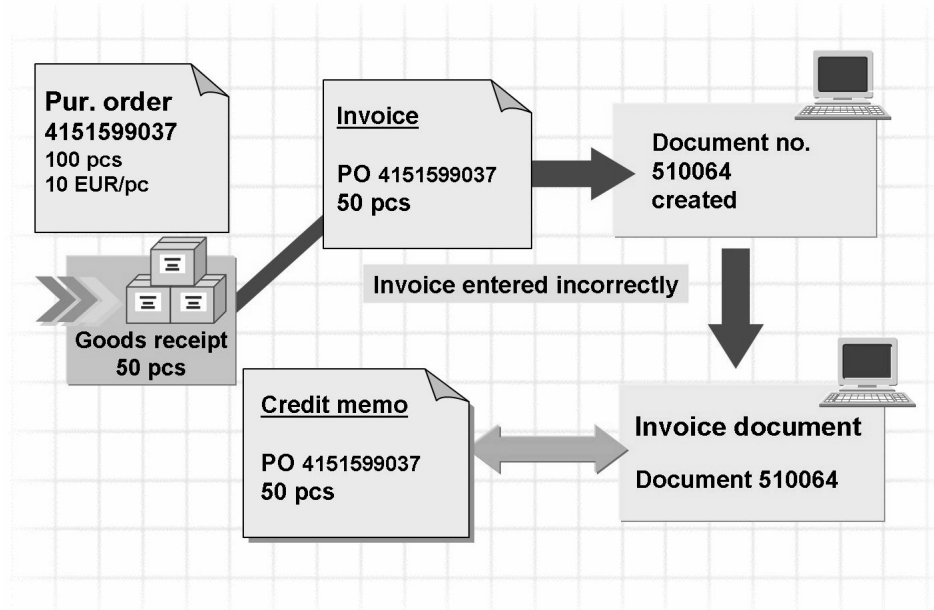 Pur. order
4151599037
100 pcs
10 EUR/pc
Invoice
PO 4151599037
50 pcs
Document no.
510064
created
Goods receipt
50 pcs
Invoice entered incorrectly
Credit memo
PO 4151599037
50 pcs
Invoice document
Document 510064